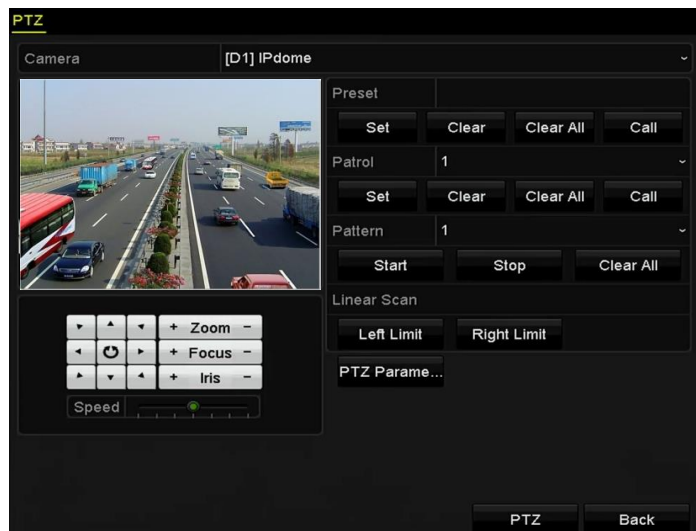 PTZ
Camera [D1] IPdome
Preset
Set Clear Clear All Call
Patrol 1
Set Clear Clear All Call
Pattern 1
Start Stop Clear All
Linear Scan
Left Limit Right Limit
PTZ Parame...
+ Zoom −
+ Focus −
+ Iris −
Speed
PTZ Back